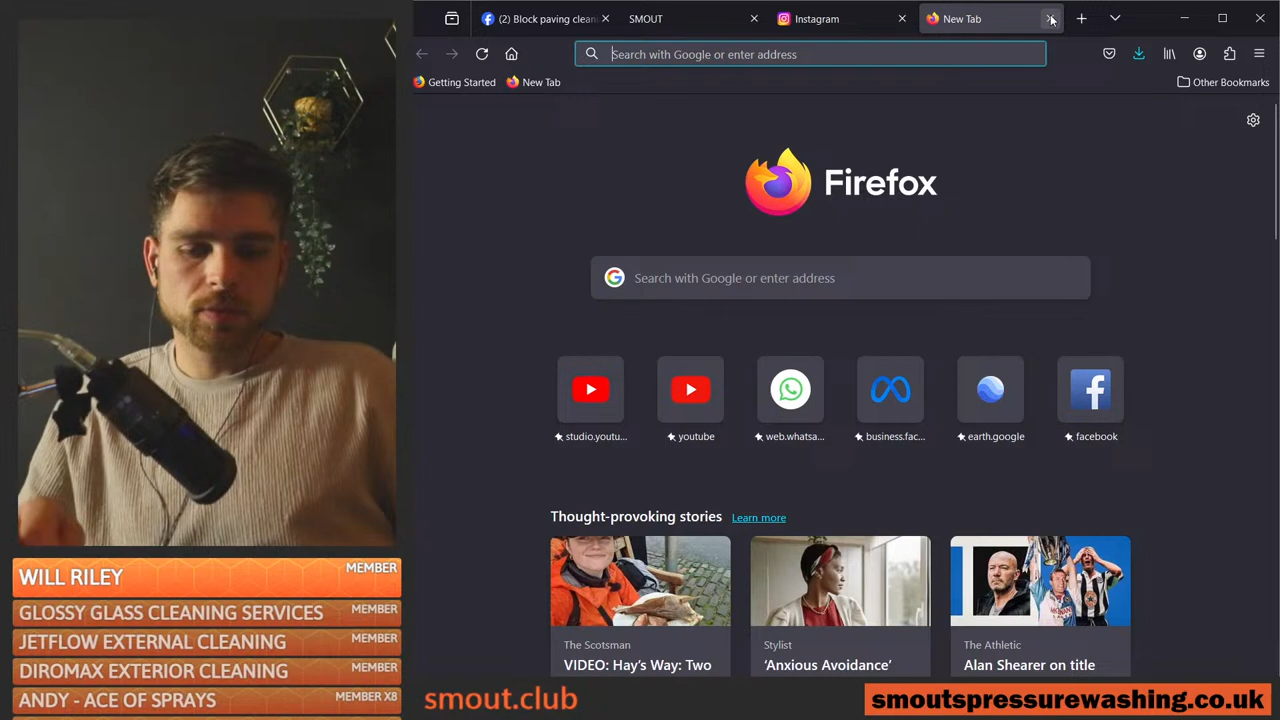 (2) Block paving clean
SMOUT
Instagram
New Tab
Search with Google or enter address
Getting Started
New Tab
Other Bookmarks
Firefox
Search with Google or enter address
studio.youtu...
youtube
web.whatsa...
business.fac...
earth.google
facebook
Thought-provoking stories
Learn more
The Scotsman
VIDEO: Hay's Way: Two
Stylist
'Anxious Avoidance'
The Athletic
Alan Shearer on title
WILL RILEY MEMBER
GLOSSY GLASS CLEANING SERVICES MEMBER
JETFLOW EXTERNAL CLEANING MEMBER
DIROMAX EXTERIOR CLEANING MEMBER
ANDY - ACE OF SPRAYS MEMBER X8
smout.club
smoutspressurewashing.co.uk